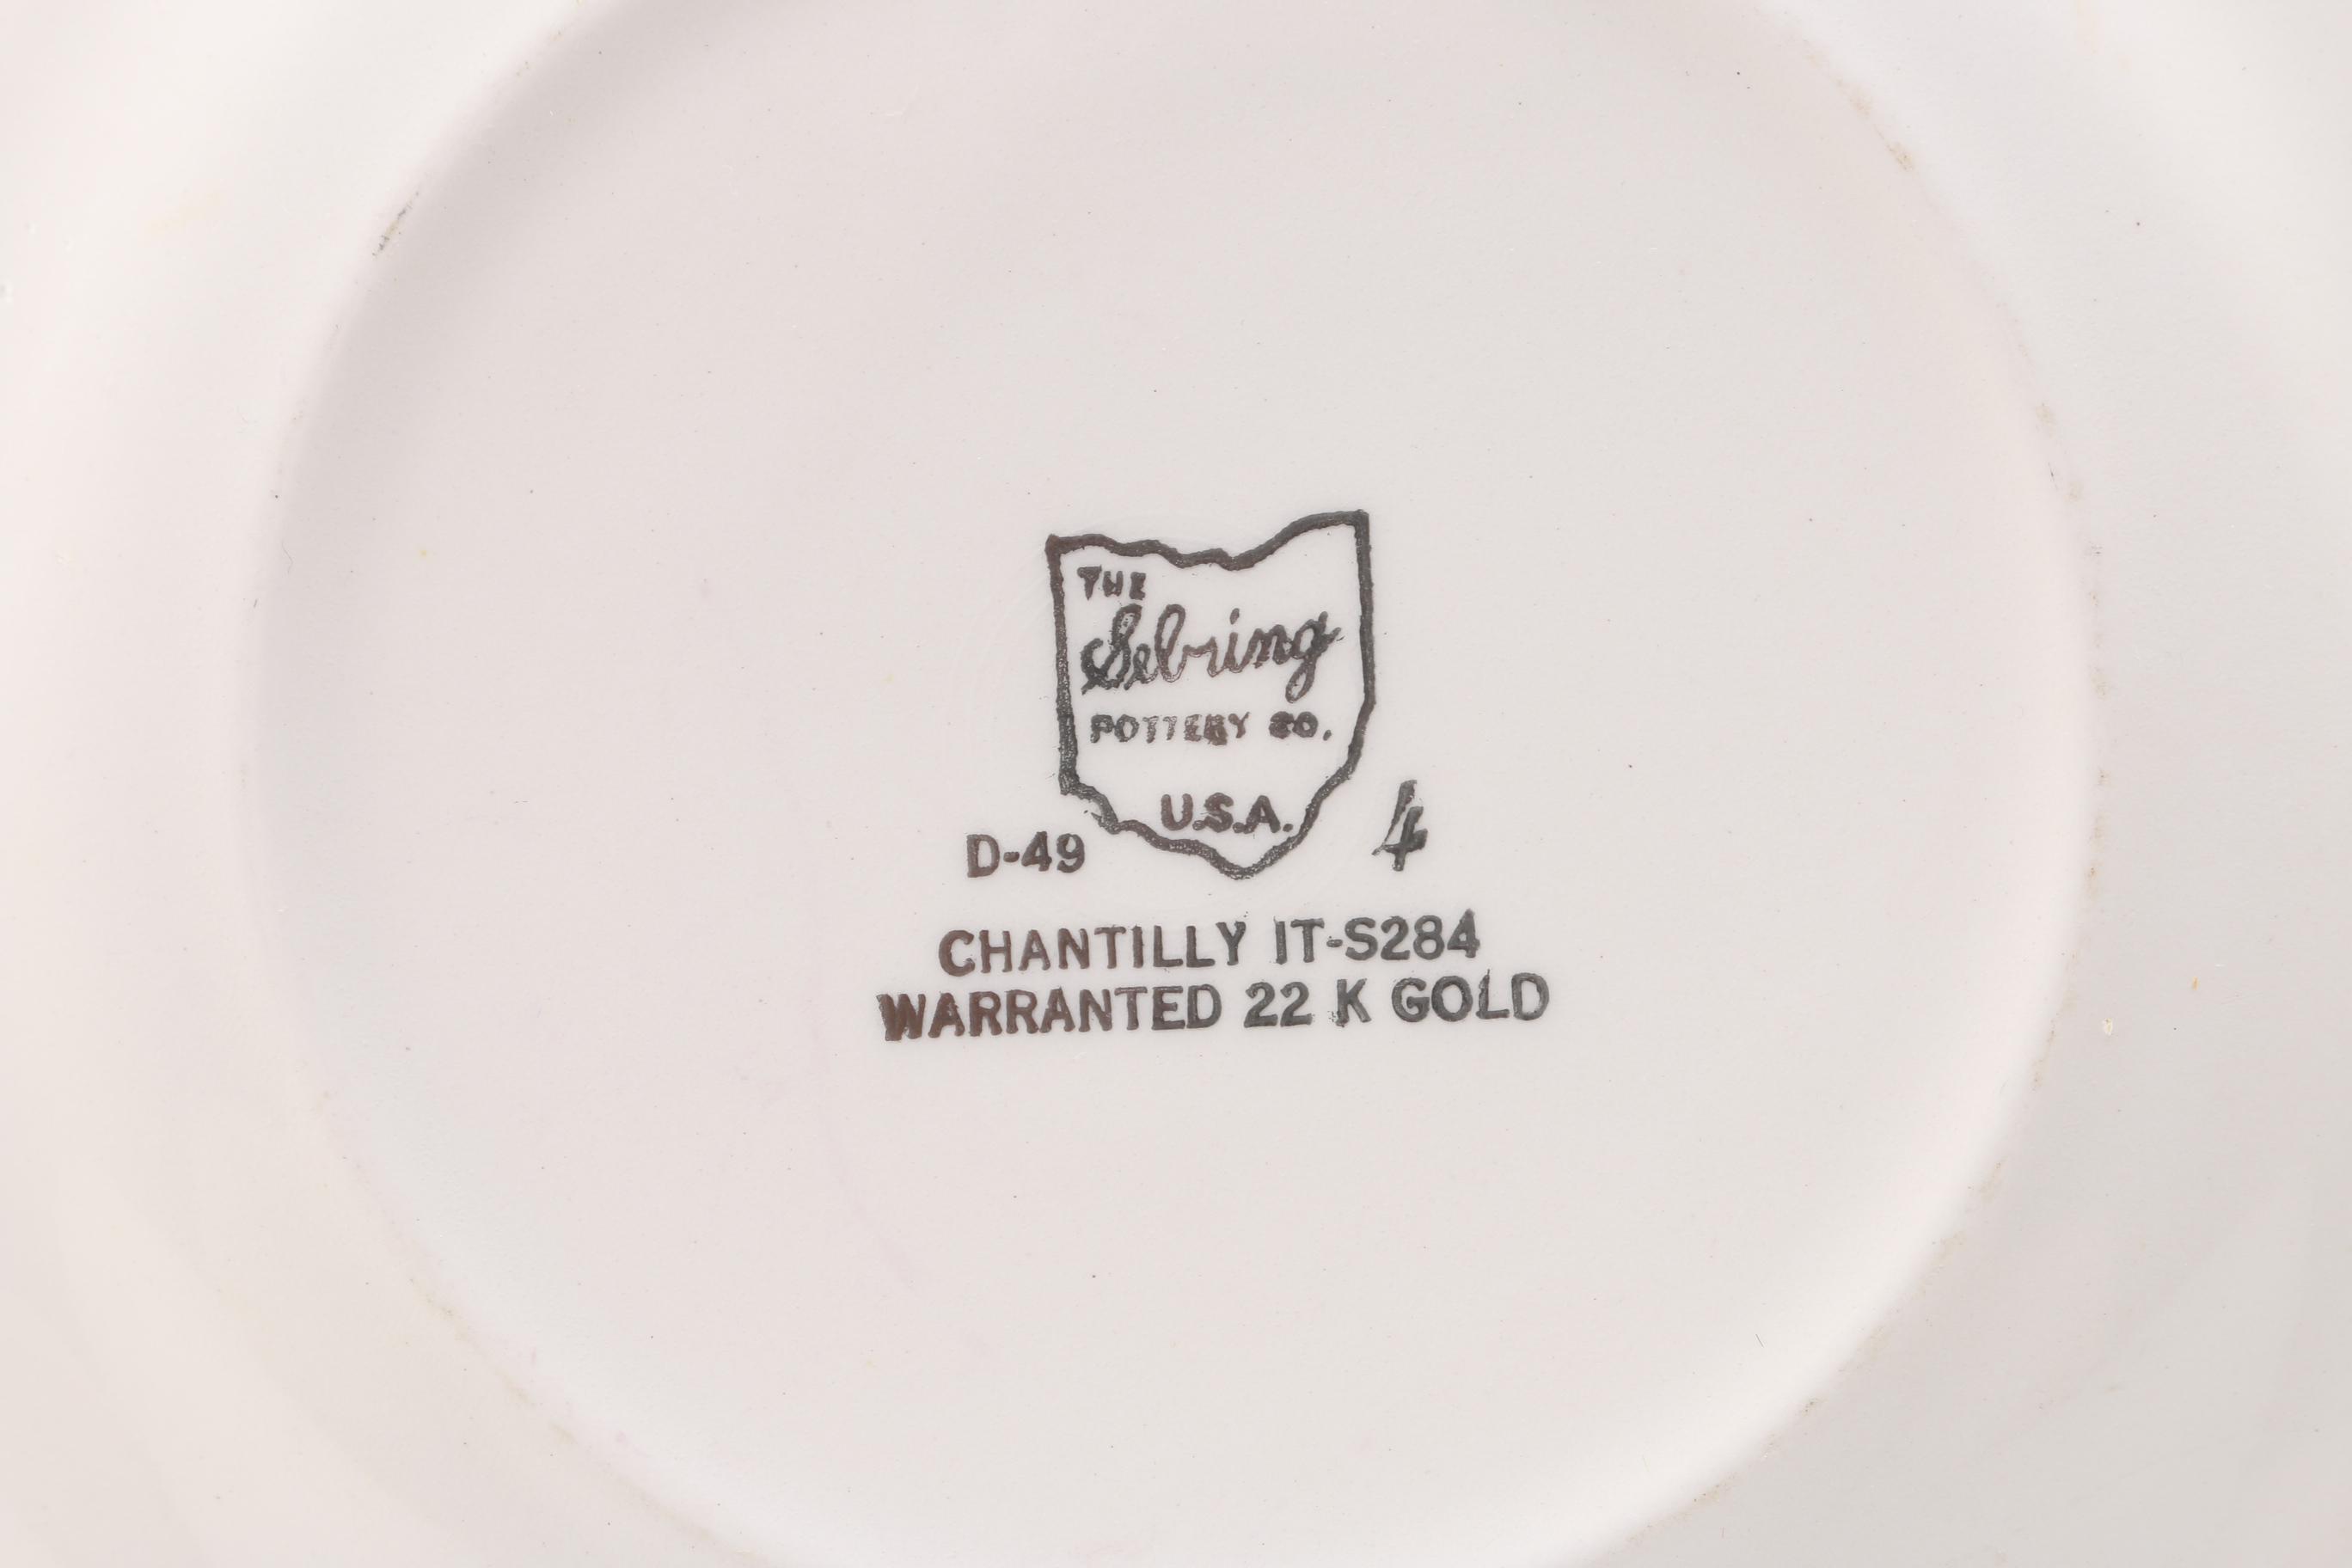 THE
Sebring
POTTERY CO.
U.S.A.
D-49
4
CHANTILLY IT-S284
WARRANTED 22 K GOLD